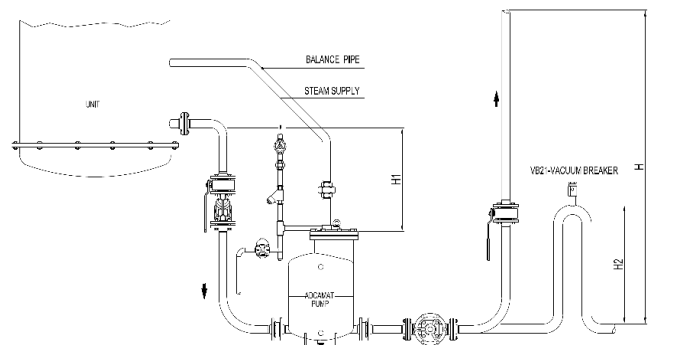 BALANCE PIPE
STEAM SUPPLY
UNIT
H1
VB21-VACUUM BREAKER
H
H2
ADCAMAT
PUMP